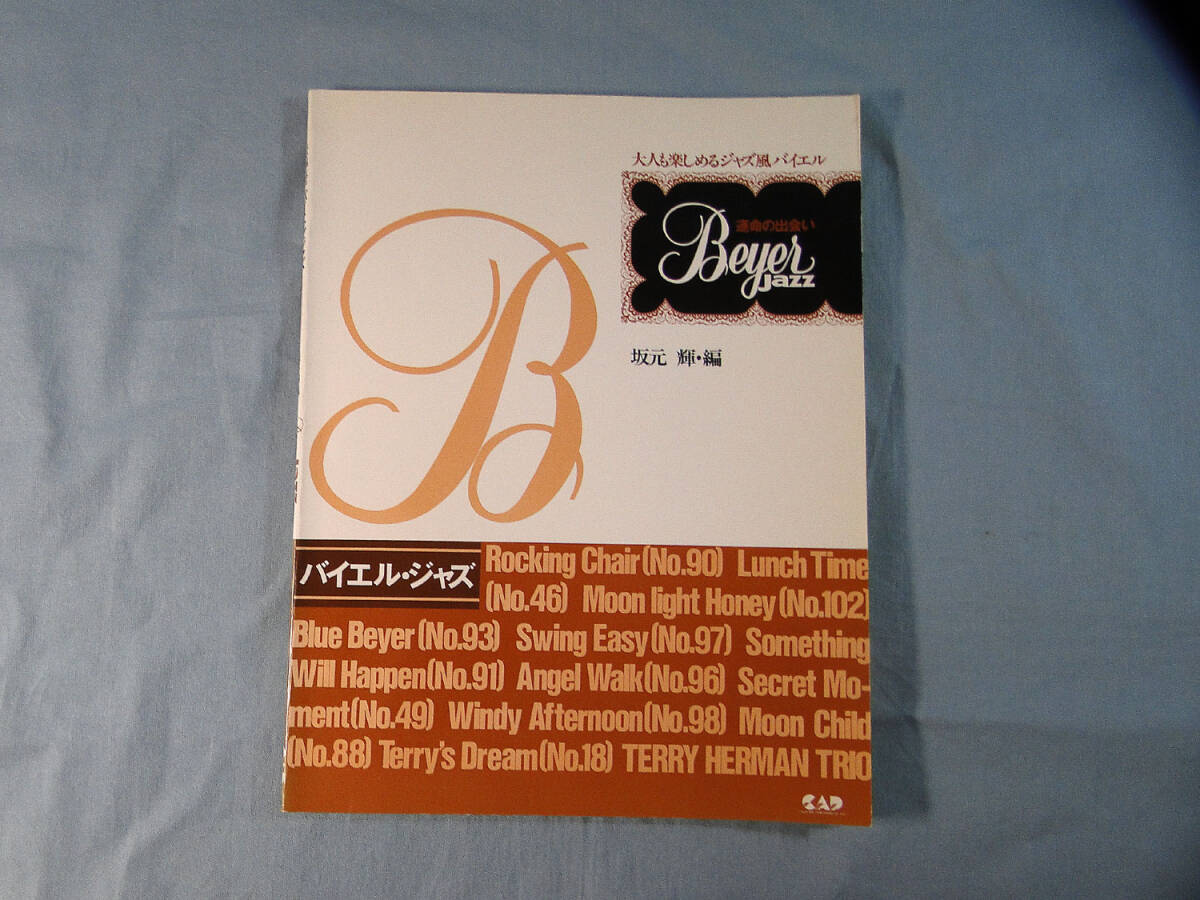 大人も楽しめるジャズ風バイエル
運命の出会い
Beyer
Jazz
坂元 輝・編
B
バイエル・ジャズ
Rocking Chair(No.90) Lunch Time
(No.46) Moon light Honey(No.102)
Blue Beyer(No.93) Swing Easy(No.97) Something
Will Happen(No.91) Angel Walk(No.96) Secret Mo-
ment(No.49) Windy Afternoon(No.98) Moon Child
(No.88) Terry's Dream(No.18) TERRY HERMAN TRIO